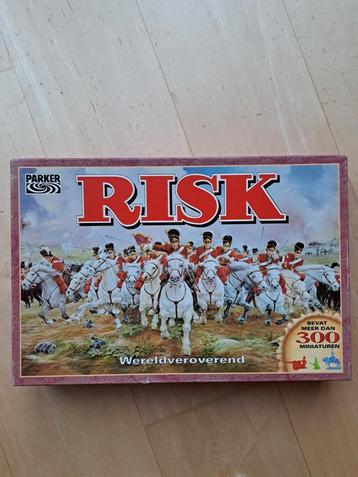 PARKER
RISK
Wereldveroverend
BEVAT
MEER DAN
300
MINIATUREN